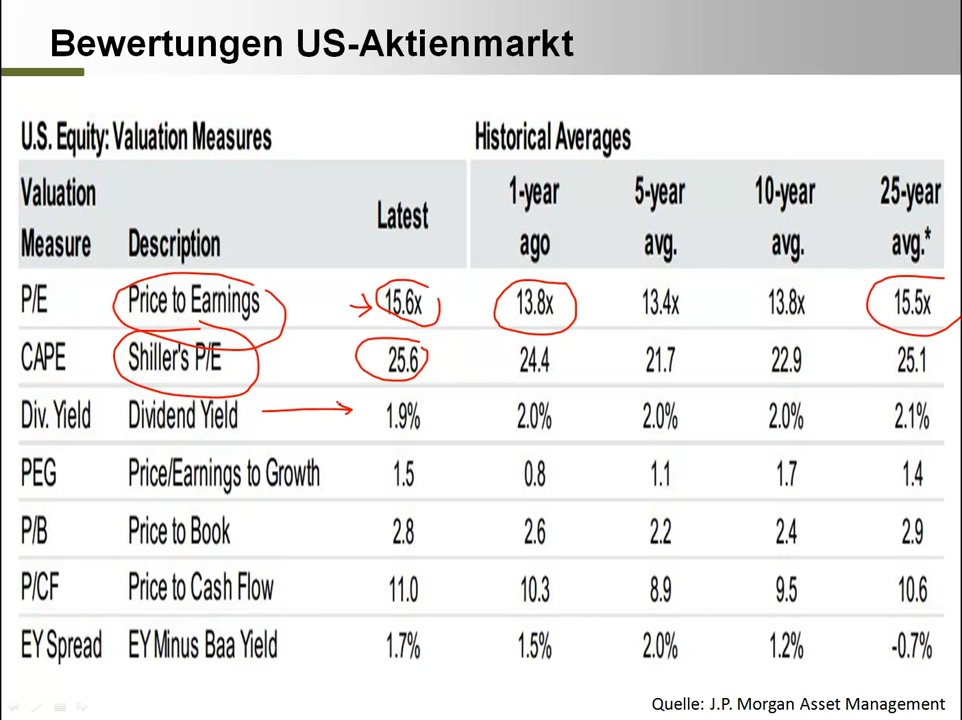 Bewertungen US-Aktienmarkt
U.S. Equity: Valuation Measures Historical Averages
Valuation Measure Description Latest 1-year ago 5-year avg. 10-year avg. 25-year avg.*
P/E Price to Earnings 15.6x 13.8x 13.4x 13.8x 15.5x
CAPE Shiller's P/E 25.6 24.4 21.7 22.9 25.1
Div. Yield Dividend Yield 1.9% 2.0% 2.0% 2.0% 2.1%
PEG Price/Earnings to Growth 1.5 0.8 1.1 1.7 1.4
P/B Price to Book 2.8 2.6 2.2 2.4 2.9
P/CF Price to Cash Flow 11.0 10.3 8.9 9.5 10.6
EY Spread EY Minus Baa Yield 1.7% 1.5% 2.0% 1.2% -0.7%
Quelle: J.P. Morgan Asset Management